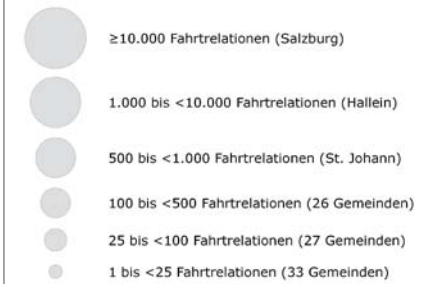 ≥10.000 Fahrtrelationen (Salzburg)
1.000 bis <10.000 Fahrtrelationen (Hallein)
500 bis <1.000 Fahrtrelationen (St. Johann)
100 bis <500 Fahrtrelationen (26 Gemeinden)
25 bis <100 Fahrtrelationen (27 Gemeinden)
1 bis <25 Fahrtrelationen (33 Gemeinden)